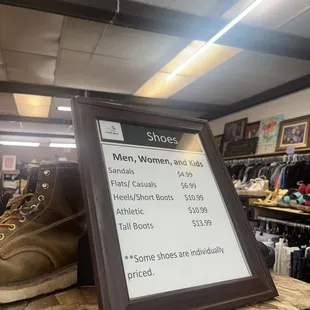 Shoes
Men, Women, and Kids
Sandals $4.99
Flats/ Casuals $6.99
Heels/Short Boots $10.99
Athletic $10.99
Tall Boots $13.99
**Some shoes are individually
priced.